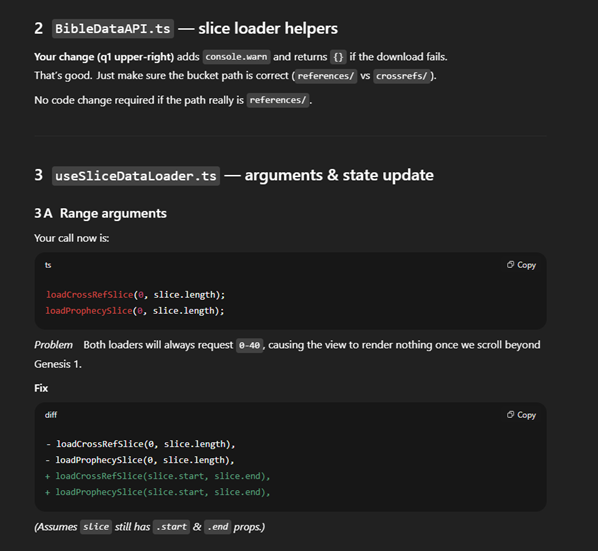 2 BibleDataAPI.ts — slice loader helpers
Your change (q1 upper-right) adds console.warn and returns {} if the download fails.
That's good. Just make sure the bucket path is correct (references/ vs crossrefs/).
No code change required if the path really is references/.
3 useSliceDataLoader.ts — arguments & state update
3 A Range arguments
Your call now is:
ts
Copy
loadCrossRefSlice(0, slice.length);
loadProphecySlice(0, slice.length);
Problem Both loaders will always request 0-40, causing the view to render nothing once we scroll beyond
Genesis 1.
Fix
diff
Copy
- loadCrossRefSlice(0, slice.length),
- loadProphecySlice(0, slice.length),
+ loadCrossRefSlice(slice.start, slice.end),
+ loadProphecySlice(slice.start, slice.end),
(Assumes slice still has .start & .end props.)